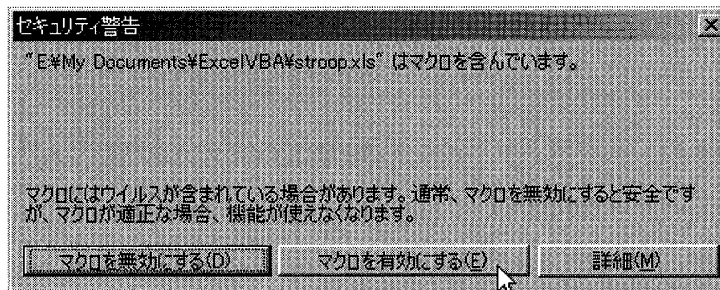 セキュリティ警告
"E:¥My Documents¥ExcelVBA¥stroop.xls" はマクロを含んでいます。
マクロにはウイルスが含まれている場合があります。通常、マクロを無効にすると安全です
が、マクロが適正な場合、機能が使えなくなります。
マクロを無効にする(D) マクロを有効にする(E) 詳細(M)